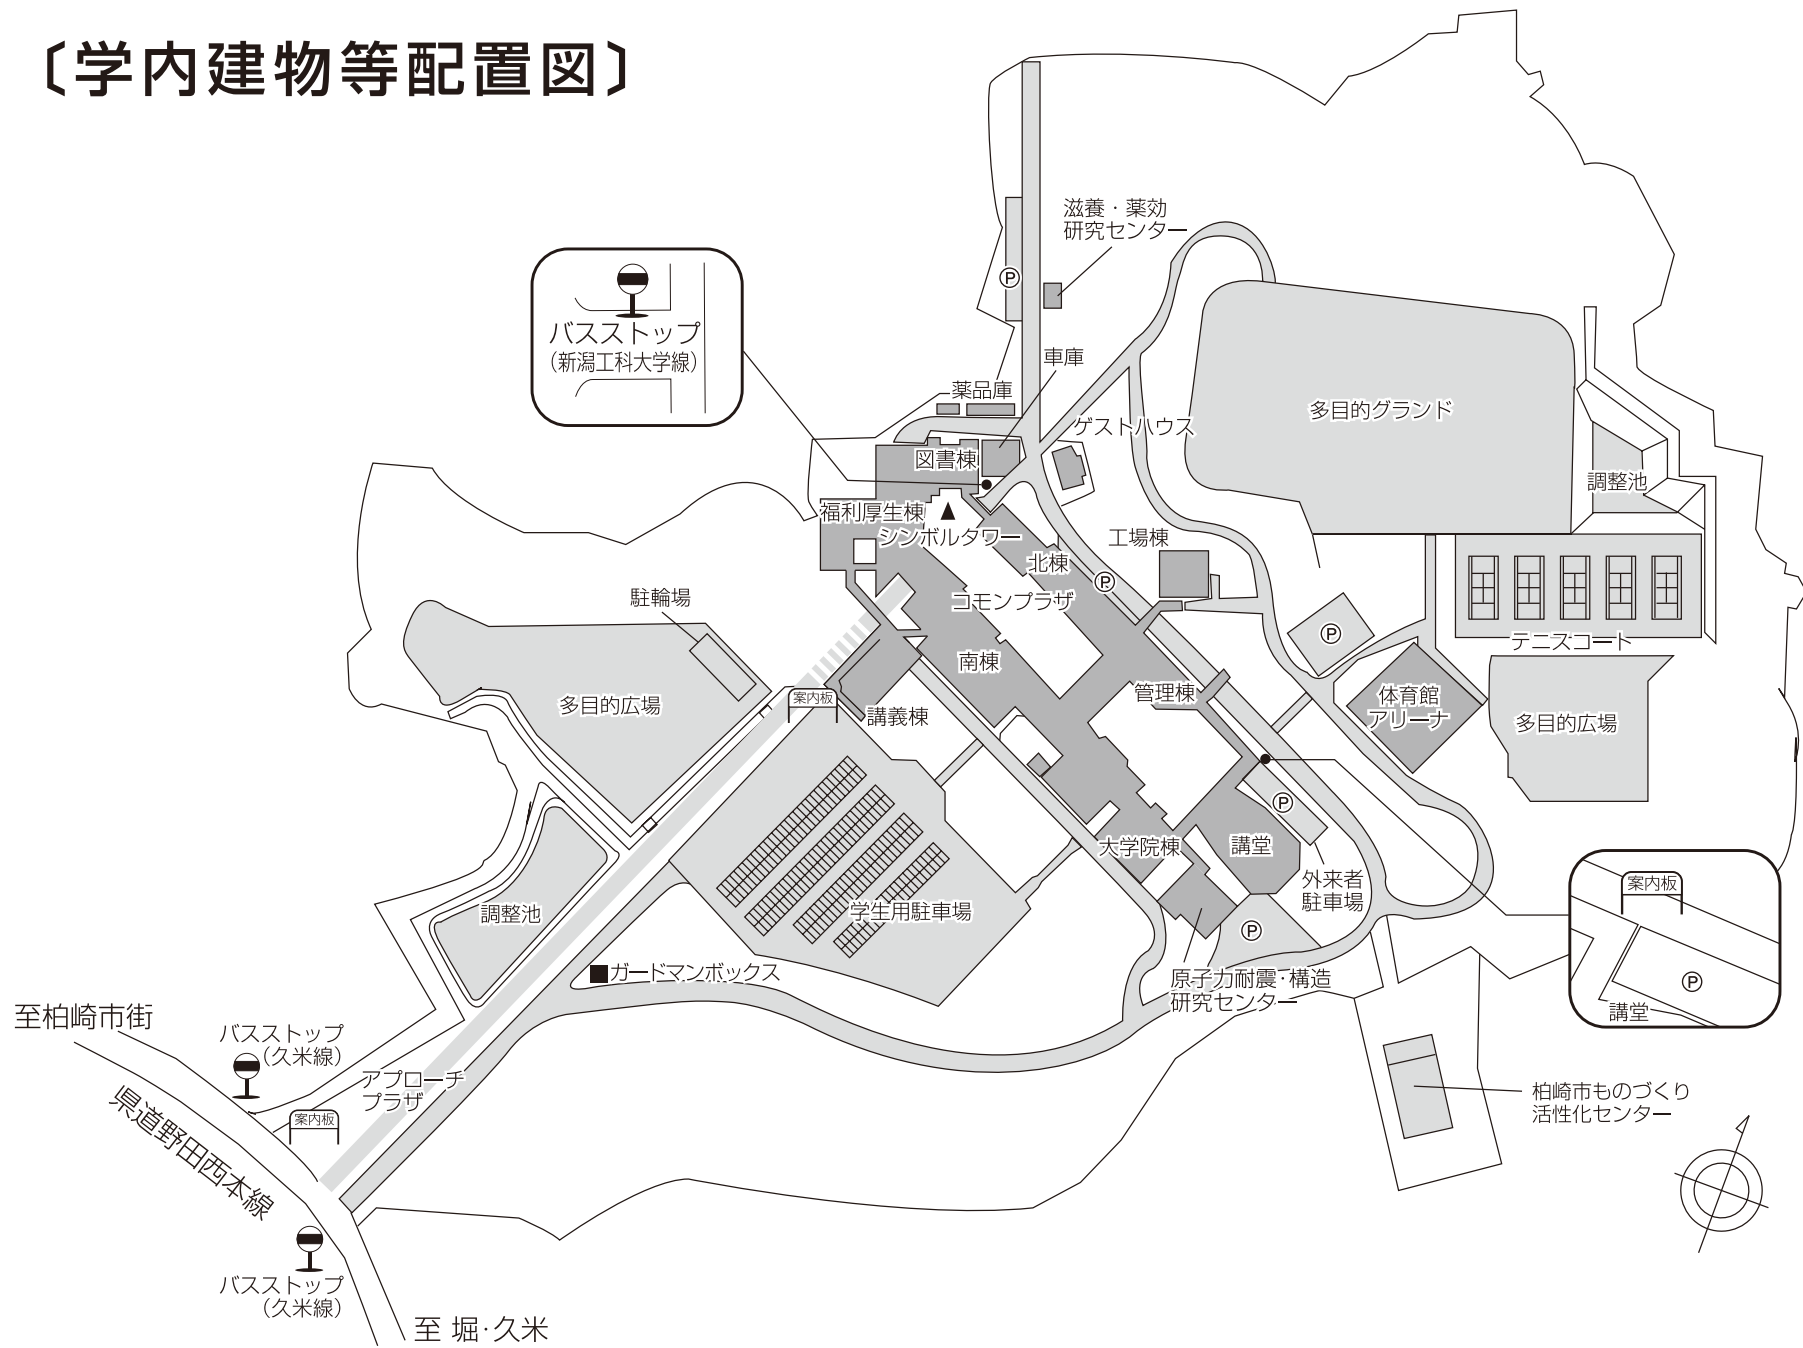 〔学内建物等配置図〕
滋養・薬効
研究センター
P
バスストップ
(新潟工科大学線)
車庫
薬品庫
ゲストハウス
多目的グランド
図書棟
調整池
福利厚生棟
シンボルタワー
工場棟
北棟
P
コモンプラザ
駐輪場
P
テニスコート
南棟
管理棟
体育館
アリーナ
案内板
多目的広場
講義棟
多目的広場
P
大学院棟
講堂
外来者
駐車場
案内板
学生用駐車場
調整池
P
ガードマンボックス
原子力耐震・構造
研究センター
P
講堂
至柏崎市街
バスストップ
(久米線)
アプローチ
プラザ
柏崎市ものづくり
活性化センター
案内板
県道野田西本線
バスストップ
(久米線)
至 堀・久米